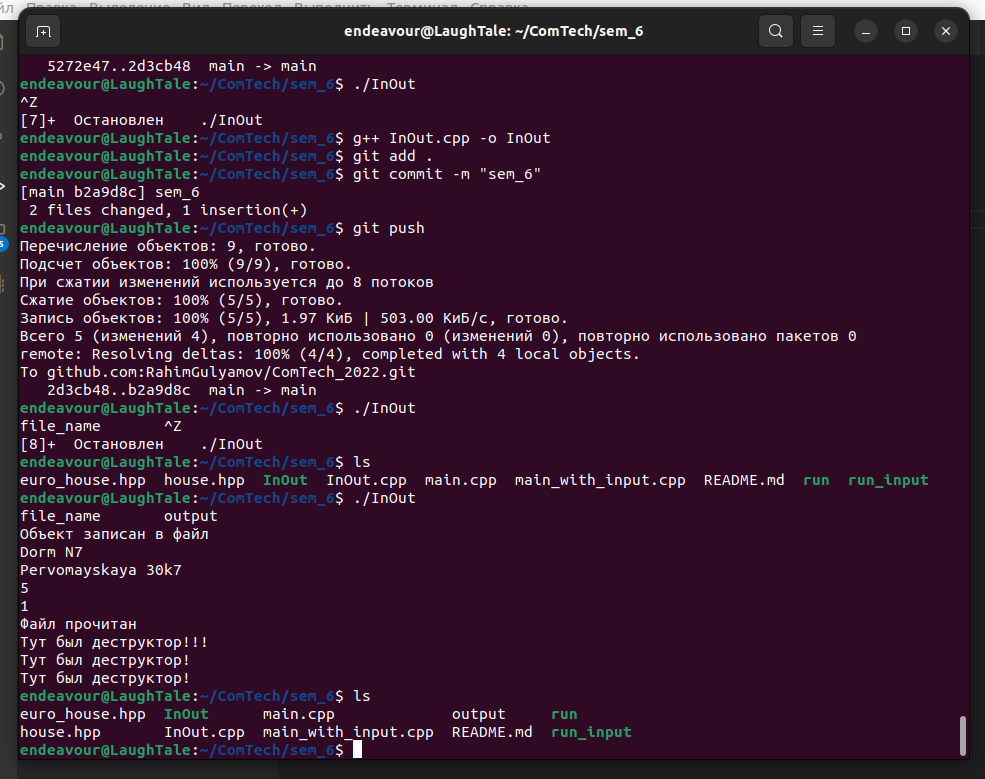 Правка Выделение Вид Переход Выполнить Терминал Справка
endeavour@LaughTale: ~/ComTech/sem_6
   5272e47..2d3cb48  main -> main
endeavour@LaughTale:~/ComTech/sem_6$ ./InOut
^Z
[7]+  Остановлен    ./InOut
endeavour@LaughTale:~/ComTech/sem_6$ g++ InOut.cpp -o InOut
endeavour@LaughTale:~/ComTech/sem_6$ git add .
endeavour@LaughTale:~/ComTech/sem_6$ git commit -m "sem_6"
[main b2a9d8c] sem_6
 2 files changed, 1 insertion(+)
endeavour@LaughTale:~/ComTech/sem_6$ git push
Перечисление объектов: 9, готово.
Подсчет объектов: 100% (9/9), готово.
При сжатии изменений используется до 8 потоков
Сжатие объектов: 100% (5/5), готово.
Запись объектов: 100% (5/5), 1.97 КиБ | 503.00 КиБ/с, готово.
Всего 5 (изменений 4), повторно использовано 0 (изменений 0), повторно использовано пакетов 0
remote: Resolving deltas: 100% (4/4), completed with 4 local objects.
To github.com:RahimGulyamov/ComTech_2022.git
   2d3cb48..b2a9d8c  main -> main
endeavour@LaughTale:~/ComTech/sem_6$ ./InOut
file_name       ^Z
[8]+  Остановлен    ./InOut
endeavour@LaughTale:~/ComTech/sem_6$ ls
euro_house.hpp  house.hpp  InOut  InOut.cpp  main.cpp  main_with_input.cpp  README.md  run  run_input
endeavour@LaughTale:~/ComTech/sem_6$ ./InOut
file_name       output
Объект записан в файл
Dorm N7
Pervomayskaya 30k7
5
1
Файл прочитан
Тут был деструктор!!!
Тут был деструктор!
Тут был деструктор!
endeavour@LaughTale:~/ComTech/sem_6$ ls
euro_house.hpp  InOut      main.cpp             output     run
house.hpp       InOut.cpp  main_with_input.cpp  README.md  run_input
endeavour@LaughTale:~/ComTech/sem_6$